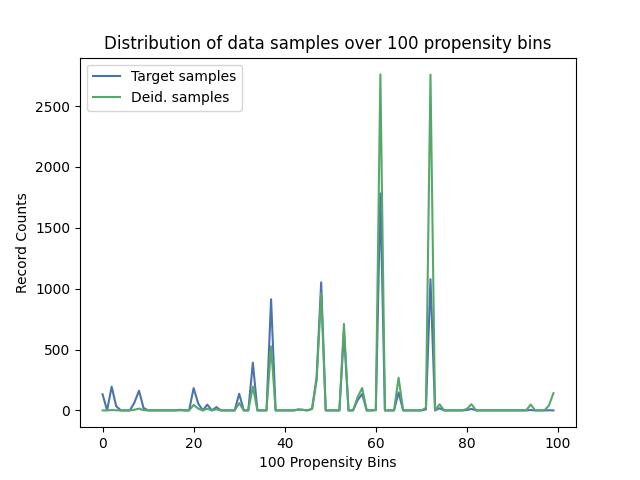 Distribution of data samples over 100 propensity bins
Target samples
Deid. samples
Record Counts
2500
2000
1500
1000
500
0
0 20 40 60 80 100
100 Propensity Bins